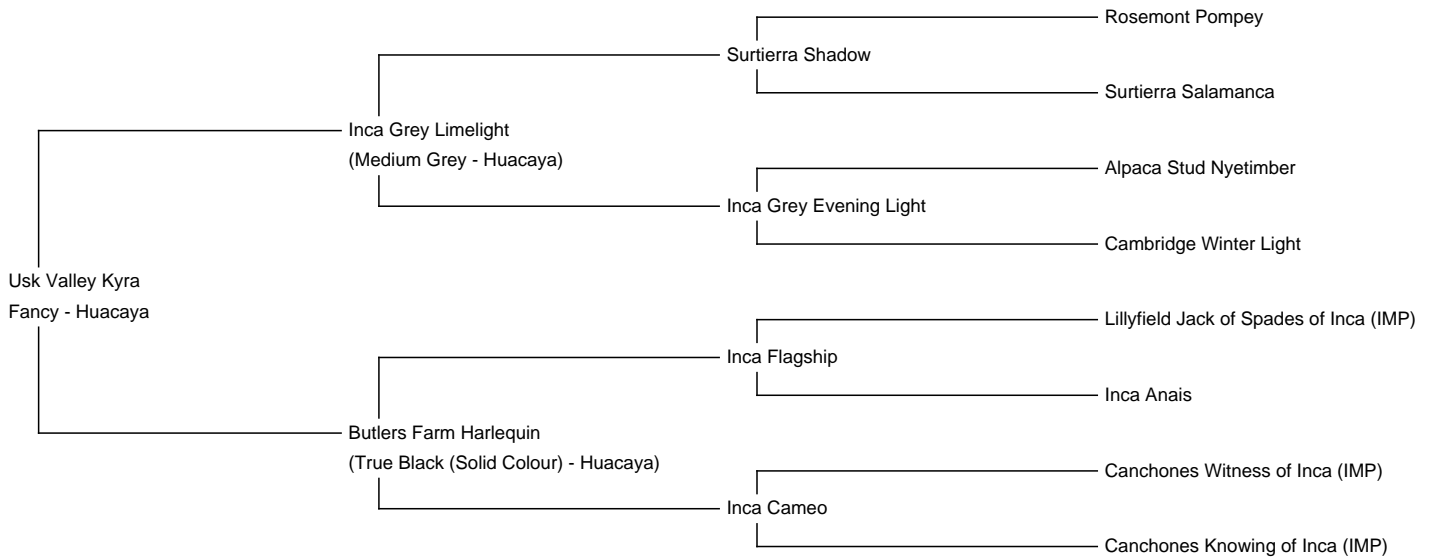 Rosemont Pompey
Surtierra Shadow
Surtierra Salamanca
Inca Grey Limelight
(Medium Grey - Huacaya)
Alpaca Stud Nyetimber
Inca Grey Evening Light
Cambridge Winter Light
Usk Valley Kyra
Fancy - Huacaya
Lillyfield Jack of Spades of Inca (IMP)
Inca Flagship
Inca Anais
Butlers Farm Harlequin
(True Black (Solid Colour) - Huacaya)
Canchones Witness of Inca (IMP)
Inca Cameo
Canchones Knowing of Inca (IMP)